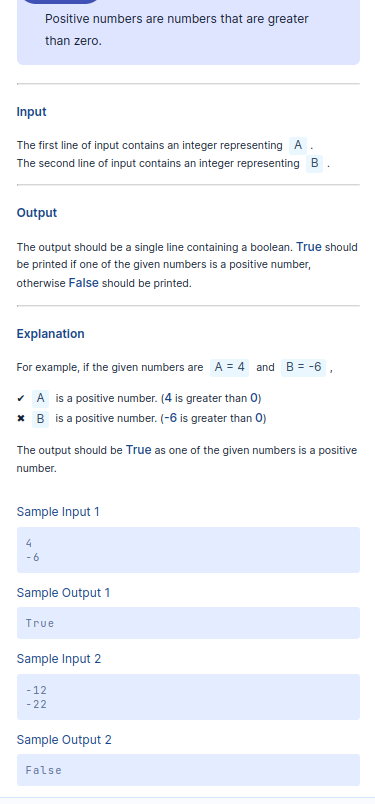 Positive numbers are numbers that are greater
than zero.
Input
The first line of input contains an integer representing A .
The second line of input contains an integer representing B .
Output
The output should be a single line containing a boolean. True should
be printed if one of the given numbers is a positive number,
otherwise False should be printed.
Explanation
For example, if the given numbers are A = 4 and B = -6 ,
✔ A is a positive number. (4 is greater than 0)
✖ B is a positive number. (-6 is greater than 0)
The output should be True as one of the given numbers is a positive
number.
Sample Input 1
4
-6
Sample Output 1
True
Sample Input 2
-12
-22
Sample Output 2
False